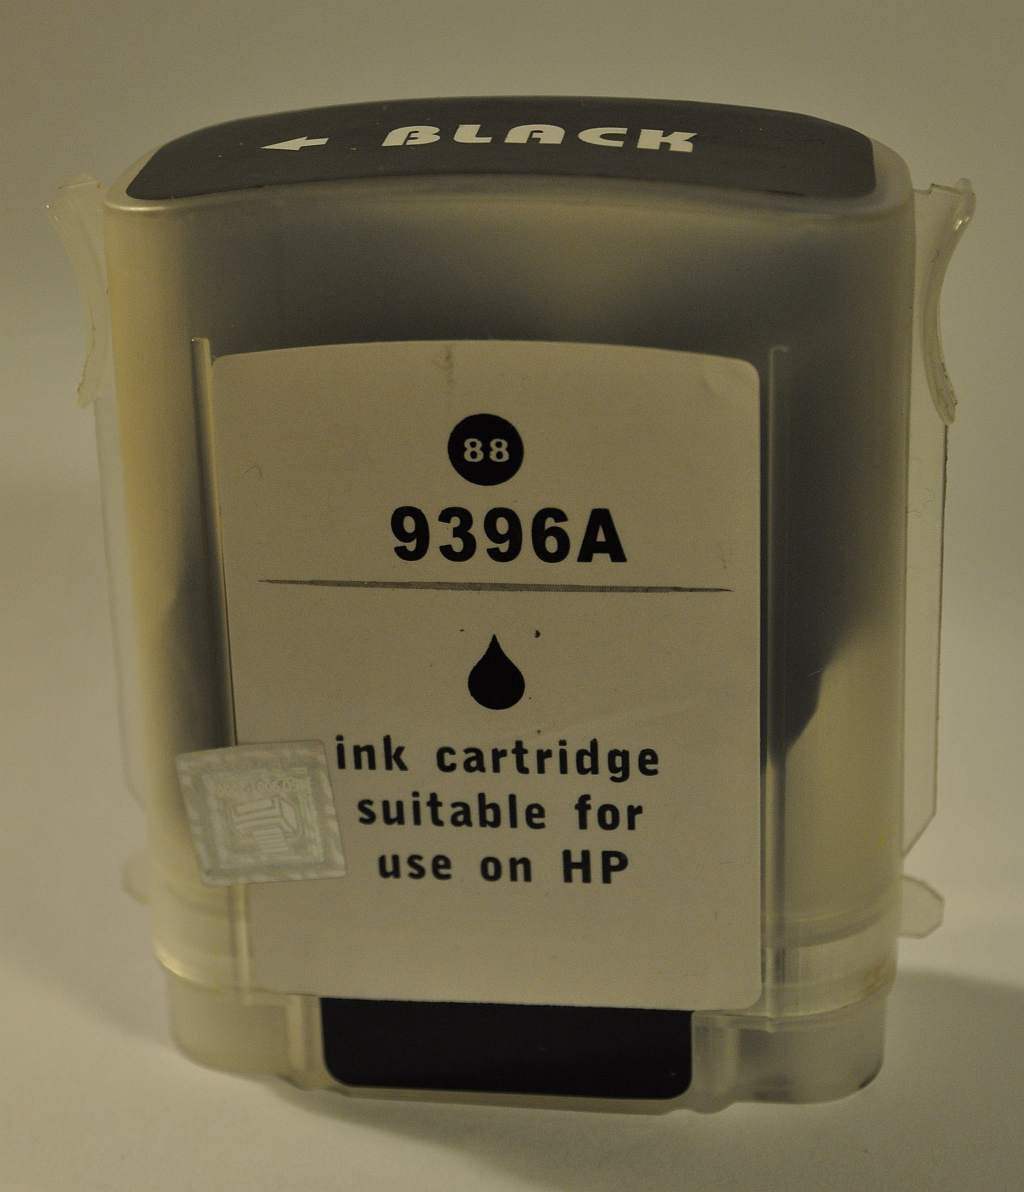 BLACK
88
9396A
ink cartridge
suitable for
use on HP